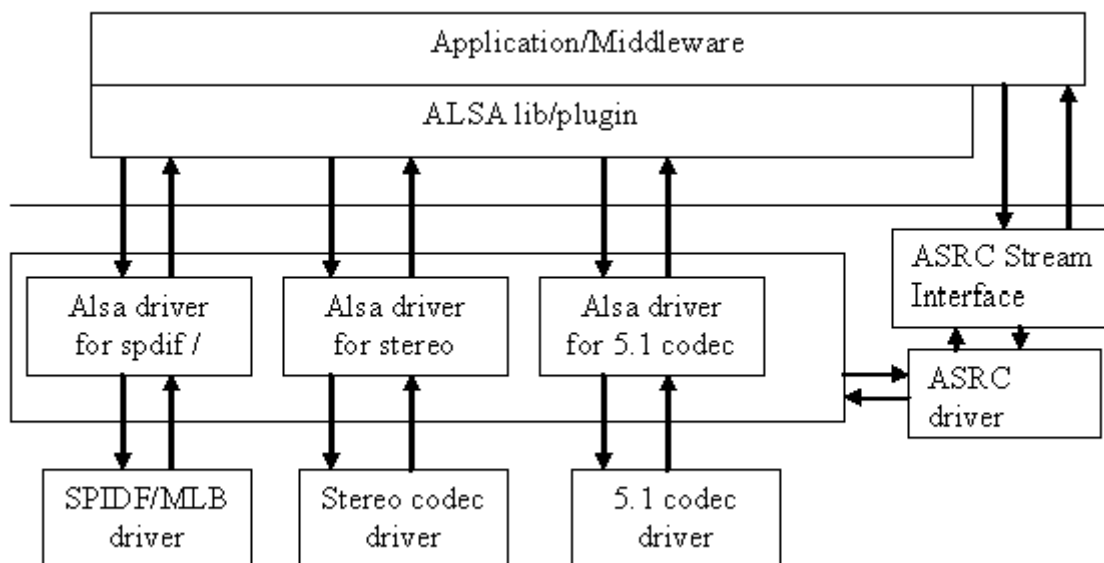 Application/Middleware
ALSA lib/plugin
ASRC Stream
Interface
Alsa driver
for spdif /
Alsa driver
for stereo
Alsa driver
for 5.1 codec
ASRC
driver
SPIDF/MLB
driver
Stereo codec
driver
5.1 codec
driver